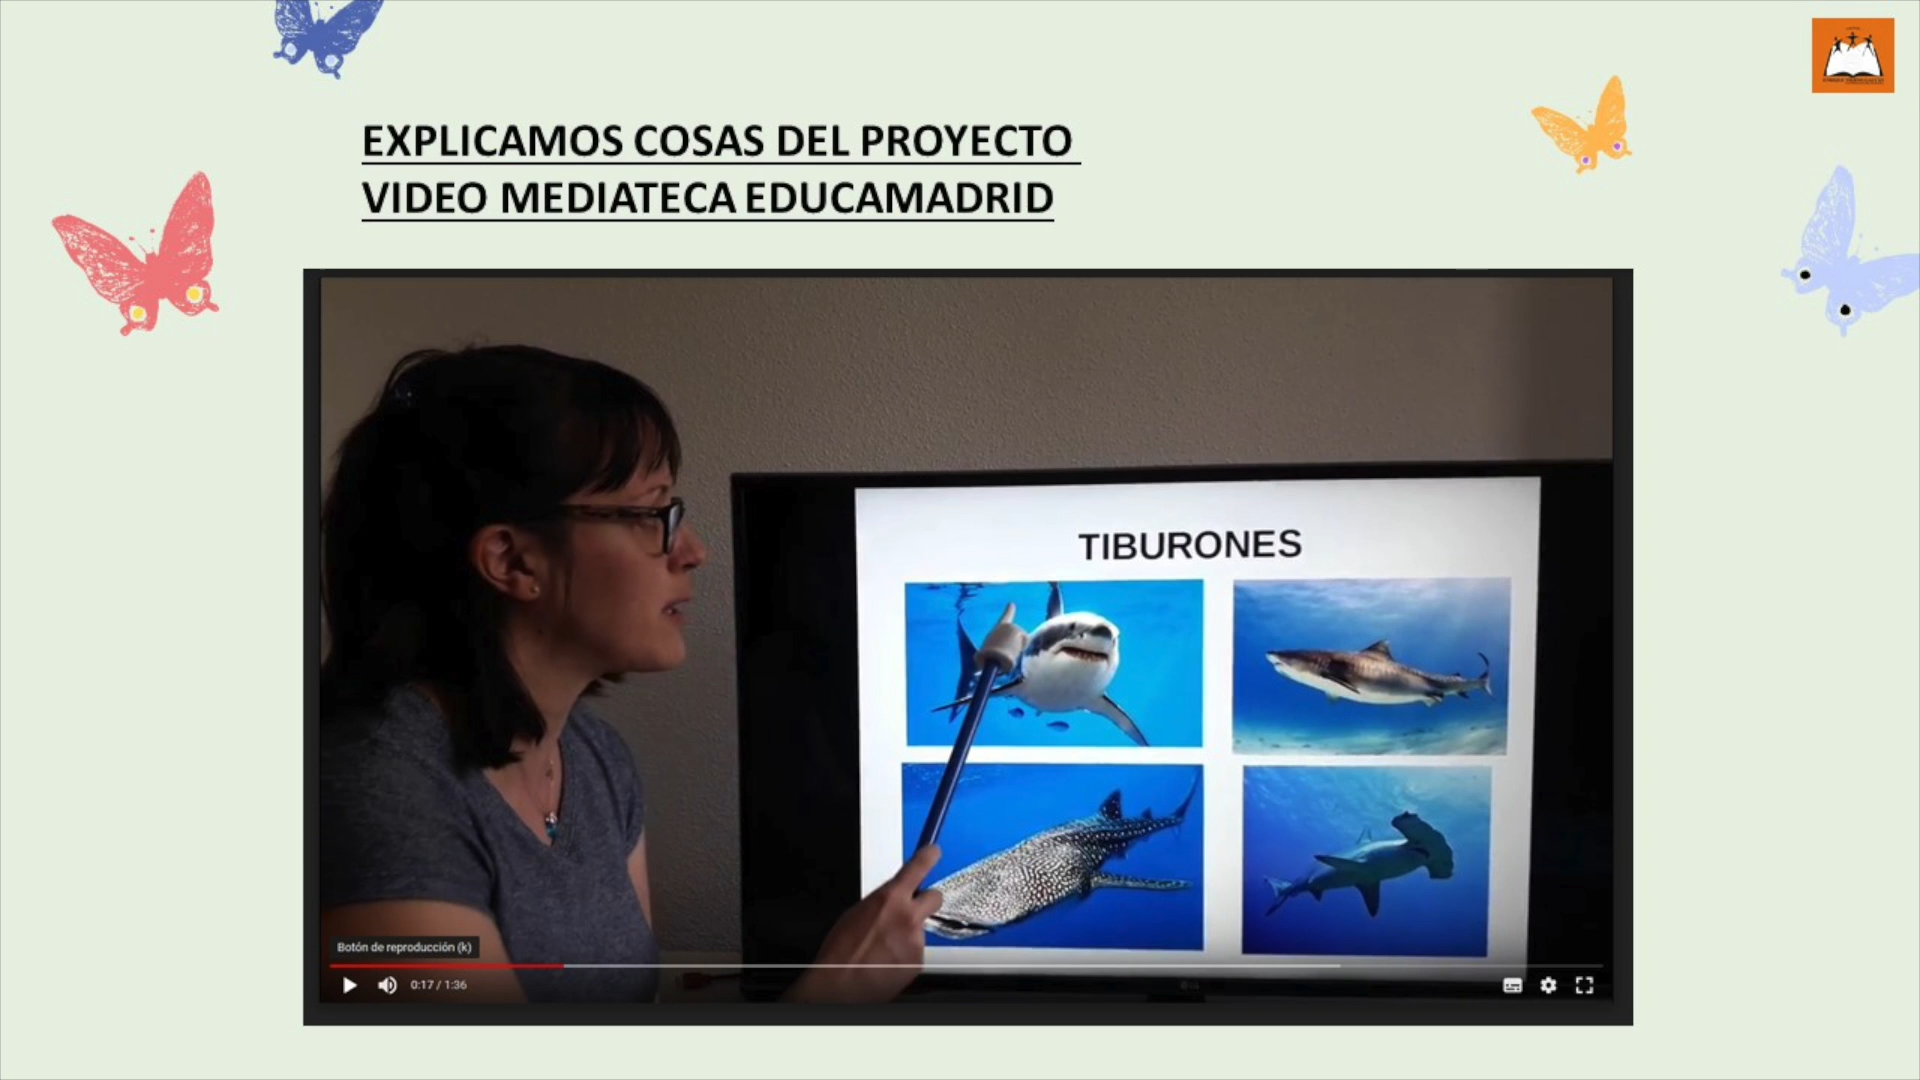 EXPLICAMOS COSAS DEL PROYECTO
VIDEO MEDIATECA EDUCAMADRID
TIBURONES
Botón de reproducción (k)
0:17 / 1:36